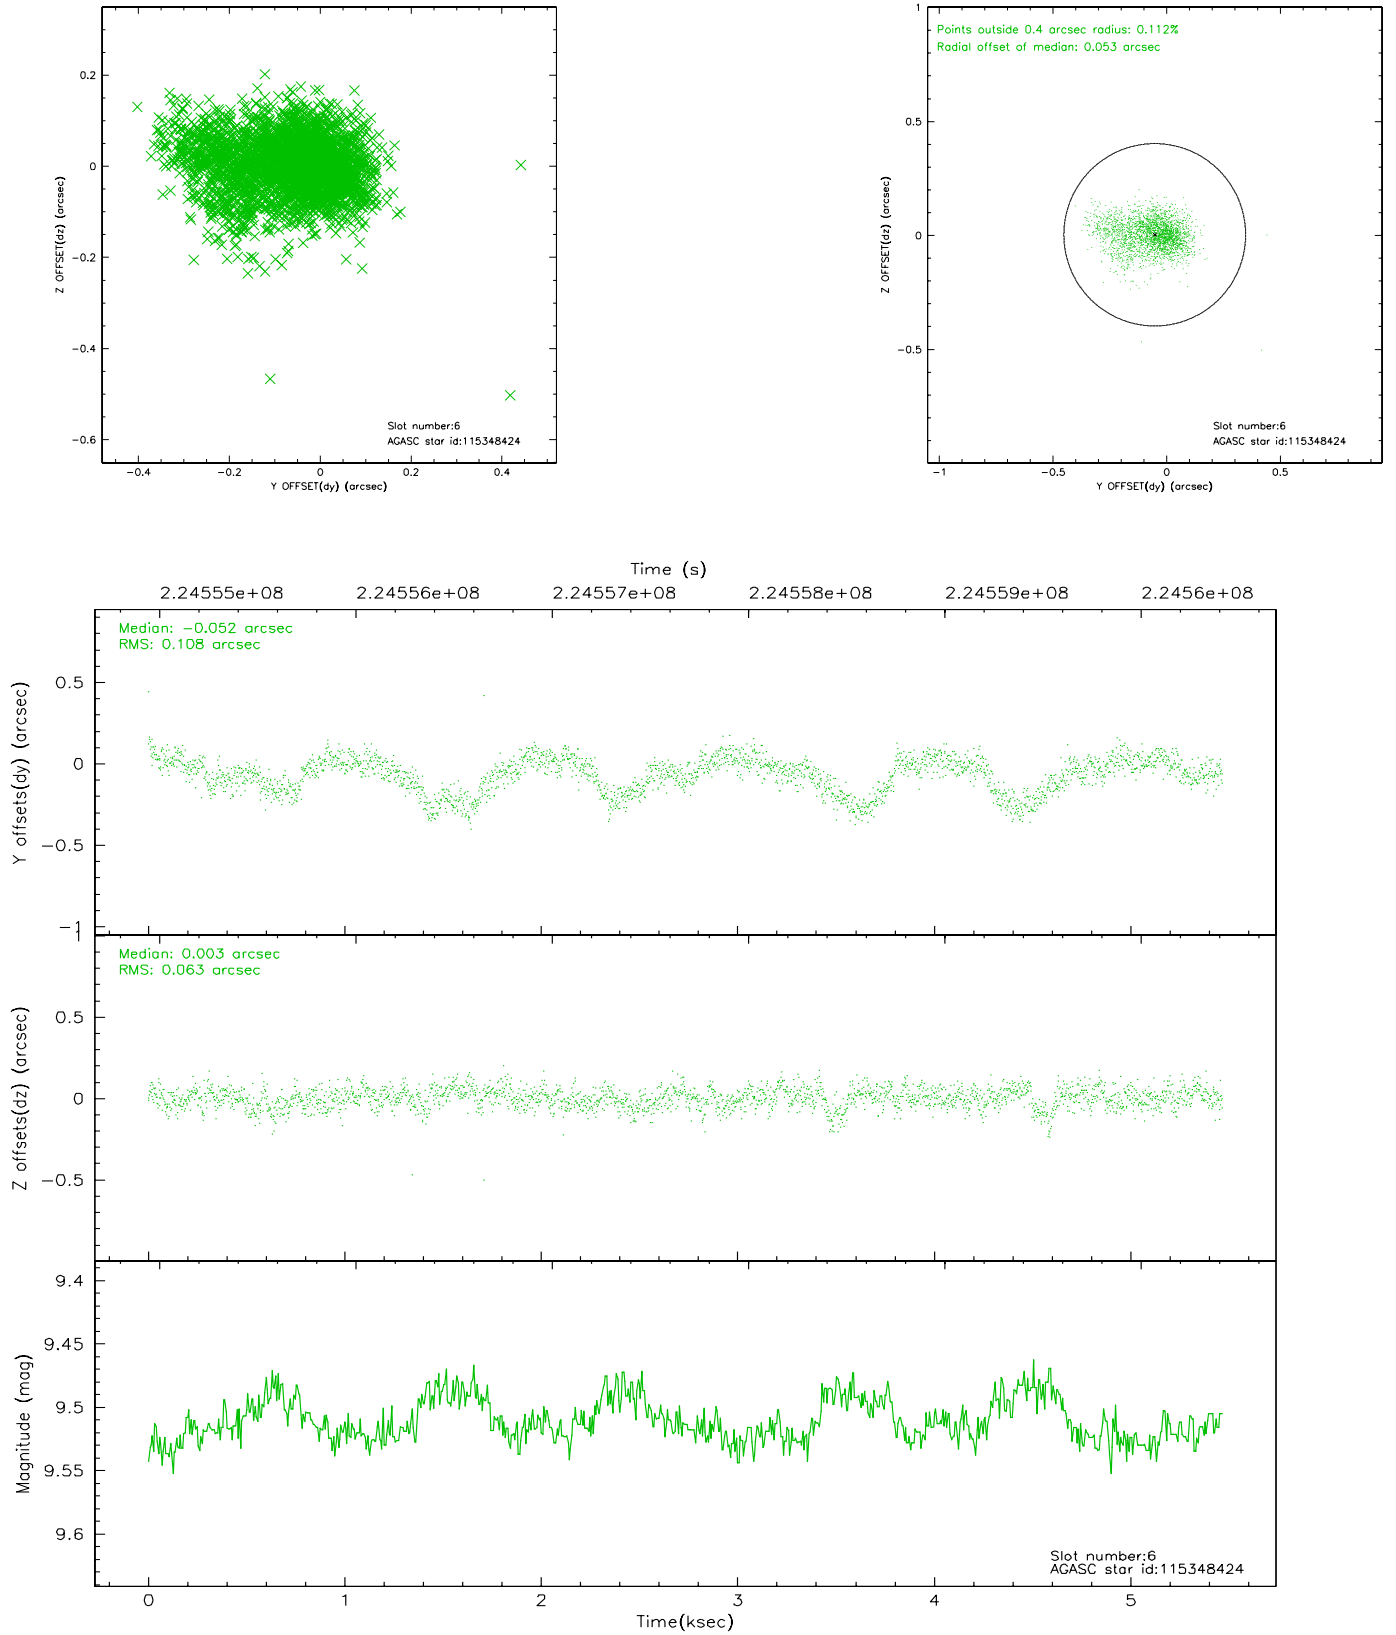 0.2
0
-0.2
-0.4
-0.6
Z OFFSET(dz) (arcsec)
Slot number:6
AGASC star id:115348424
-0.4
-0.2
0
0.2
0.4
Y OFFSET(dy) (arcsec)
Points outside 0.4 arcsec radius: 0.112%
Radial offset of median: 0.053 arcsec
1
0.5
0
-0.5
Z OFFSET(dz) (arcsec)
Slot number:6
AGASC star id:115348424
-1
-0.5
0
0.5
Y OFFSET(dy) (arcsec)
Time (s)
2.24555e+08
2.24556e+08
2.24557e+08
2.24558e+08
2.24559e+08
2.2456e+08
Median: -0.052 arcsec
RMS: 0.108 arcsec
0.5
0
-0.5
-1
Y offsets(dy) (arcsec)
Median: 0.003 arcsec
RMS: 0.063 arcsec
1
0.5
0
-0.5
Z offsets(dz) (arcsec)
9.4
9.45
9.5
9.55
9.6
Magnitude (mag)
Slot number:6
AGASC star id:115348424
0
1
2
3
4
5
Time(ksec)